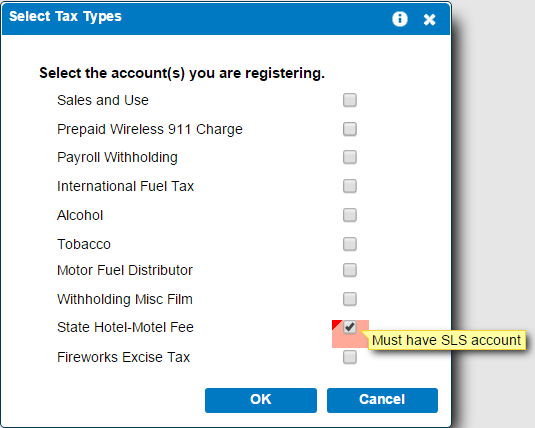 Select Tax Types
Select the account(s) you are registering.
Sales and Use
Prepaid Wireless 911 Charge
Payroll Withholding
International Fuel Tax
Alcohol
Tobacco
Motor Fuel Distributor
Withholding Misc Film
State Hotel-Motel Fee
Must have SLS account
Fireworks Excise Tax
OK Cancel